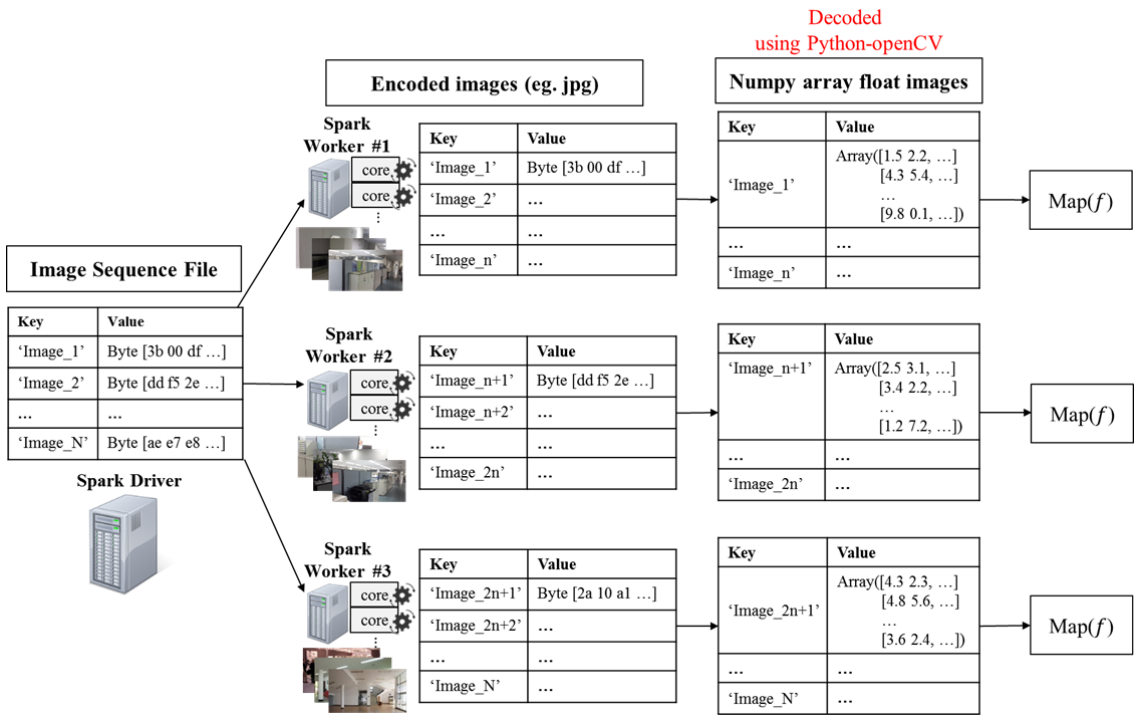 Decoded
using Python-openCV
Encoded images (eg. jpg)
Numpy array float images
Image Sequence File
Key Value
‘Image_1’ Byte [3b 00 df …]
‘Image_2’ Byte [dd f5 2e …]
… …
‘Image_N’ Byte [ae e7 e8 …]
Spark Driver
Spark
Worker #1
core
core
⋮
Key Value
‘Image_1’ Byte [3b 00 df …]
‘Image_2’ …
… …
‘Image_n’ …
Key Value
‘Image_1’ Array([1.5 2.2, …]
[4.3 5.4, …]
…
[9.8 0.1, …])
… …
‘Image_n’ …
Map(f)
Spark
Worker #2
core
core
⋮
Key Value
‘Image_n+1’ Byte [dd f5 2e …]
‘Image_n+2’ …
… …
‘Image_2n’ …
Key Value
‘Image_n+1’ Array([2.5 3.1, …]
[3.4 2.2, …]
…
[1.2 7.2, …])
… …
‘Image_2n’ …
Map(f)
Spark
Worker #3
core
core
⋮
Key Value
‘Image_2n+1’ Byte [2a 10 a1 …]
‘Image_2n+2’ …
… …
‘Image_N’ …
Key Value
‘Image_2n+1’ Array([4.3 2.3, …]
[4.8 5.6, …]
…
[3.6 2.4, …])
… …
‘Image_N’ …
Map(f)